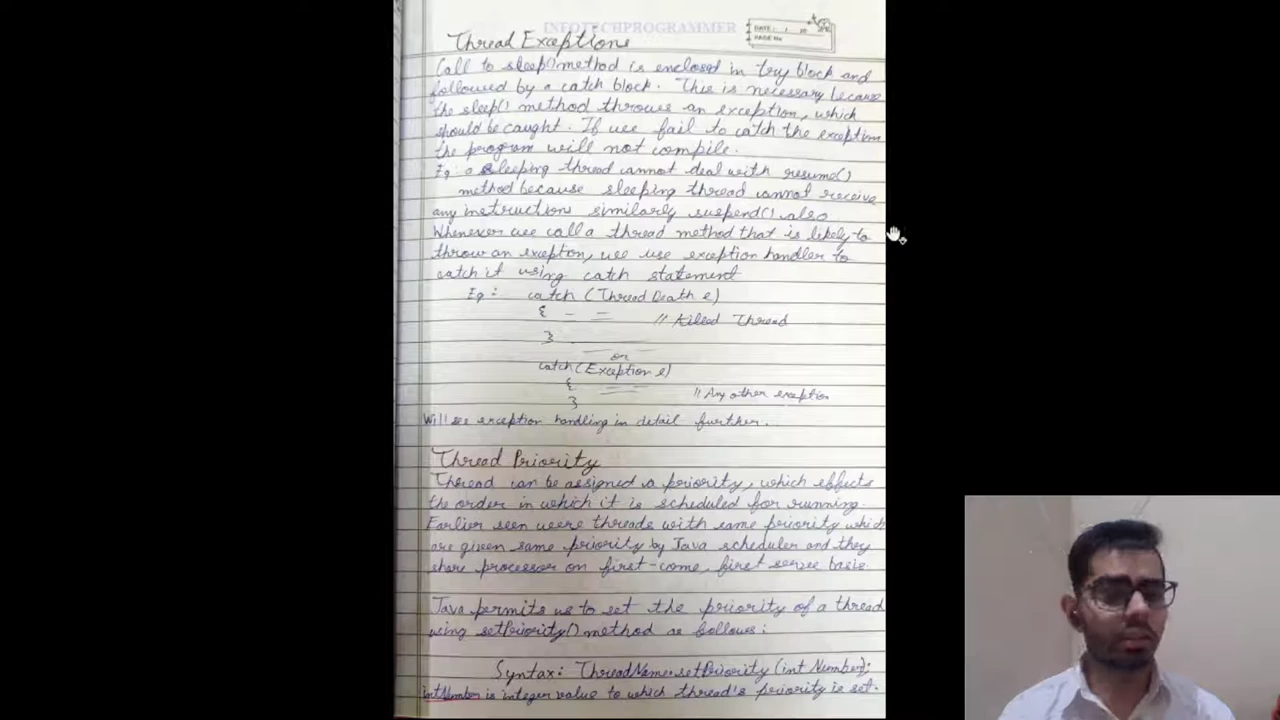 INFOTECHPROGRAMMER
DATE: / 20
PAGE No.
Thread Exceptions
Call to sleep() method is enclosed in try block and
followed by a catch block. This is necessary because
the sleep() method throws an exception, which
should be caught. If we fail to catch the exception
the program will not compile.
Eg: a sleeping thread cannot deal with resume()
method because sleeping thread cannot receive
any instruction similarly suspend() also
Whenever we call a thread method that is likely to
throw an exception, we use exception handler to
catch it using catch statement
Eg: catch (Thread Death e)
{ - = // Killed Thread
}
or
catch (Exception e)
{ // Any other exception
}
Will see exception handling in detail further.
Thread Priority
Thread can be assigned a priority, which effects
the order in which it is scheduled for running.
Earlier seen were threads with same priority which
are given same priority by Java scheduler and they
share processor on first-come, first serve basis.
Java permits us to set the priority of a thread
using setPriority() method as follows:
Syntax: ThreadName.setPriority (int Number);
intNumber is integer value to which thread's priority is set.